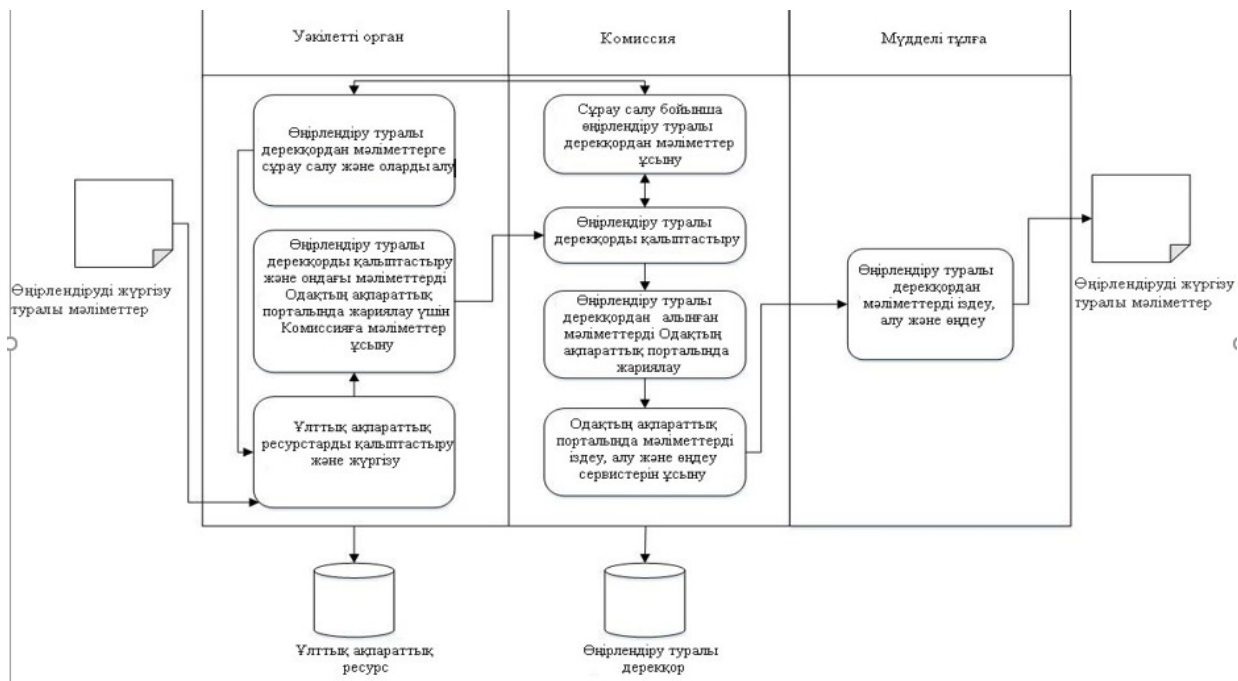 Уәкілетті орган
Комиссия
Мүдделі тұлға
Өңірлендіру туралы
дерекқордан мәліметтерге
сұрау салу және оларды алу
Сұрау салу бойынша
өңірлендіру туралы
дерекқордан мәліметтер
ұсыну
Өңірлендіру туралы
дерекқорды қалыптастыру
және ондағы мәліметтерді
Одақтың ақпараттық
порталында жариялау үшін
Комиссияға мәліметтер
ұсыну
Өңірлендіру туралы
дерекқорды қалыптастыру
Өңірлендіру туралы
дерекқордан алынған
мәліметтерді Одақтың
ақпараттық порталында
жариялау
Өңірлендіру туралы
дерекқордан
мәліметтерді іздеу,
алу және өңдеу
Өңірлендіруді жүргізу
туралы мәліметтер
Өңірлендіруді жүргізу
туралы мәліметтер
Ұлттық ақпараттық
ресурстарды қалыптастыру
және жүргізу
Одақтың ақпараттық
порталында мәліметтерді
іздеу, алу және өңдеу
сервистерін ұсыну
Ұлттық ақпараттық
ресурс
Өңірлендіру туралы
дерекқор